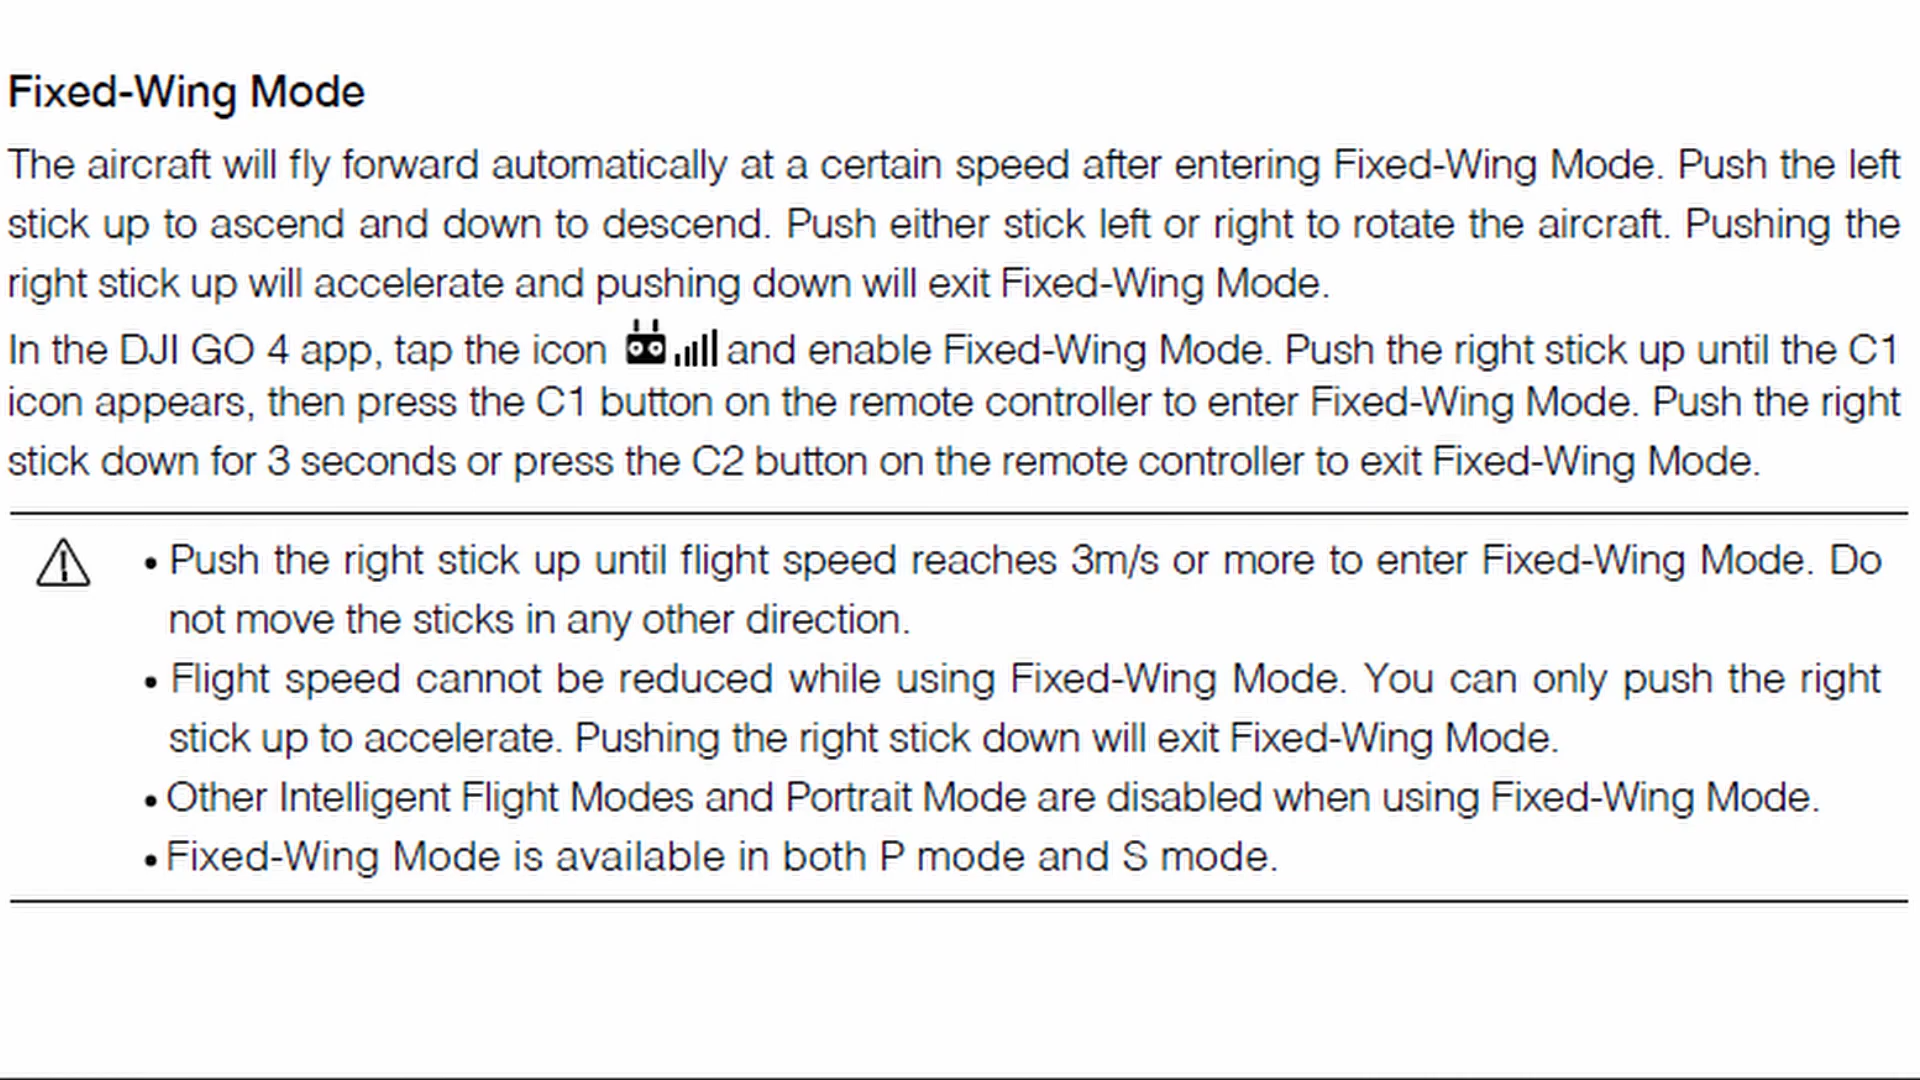 Fixed-Wing Mode
The aircraft will fly forward automatically at a certain speed after entering Fixed-Wing Mode. Push the left
stick up to ascend and down to descend. Push either stick left or right to rotate the aircraft. Pushing the
right stick up will accelerate and pushing down will exit Fixed-Wing Mode.
In the DJI GO 4 app, tap the icon and enable Fixed-Wing Mode. Push the right stick up until the C1
icon appears, then press the C1 button on the remote controller to enter Fixed-Wing Mode. Push the right
stick down for 3 seconds or press the C2 button on the remote controller to exit Fixed-Wing Mode.
• Push the right stick up until flight speed reaches 3m/s or more to enter Fixed-Wing Mode. Do
not move the sticks in any other direction.
• Flight speed cannot be reduced while using Fixed-Wing Mode. You can only push the right
stick up to accelerate. Pushing the right stick down will exit Fixed-Wing Mode.
• Other Intelligent Flight Modes and Portrait Mode are disabled when using Fixed-Wing Mode.
• Fixed-Wing Mode is available in both P mode and S mode.